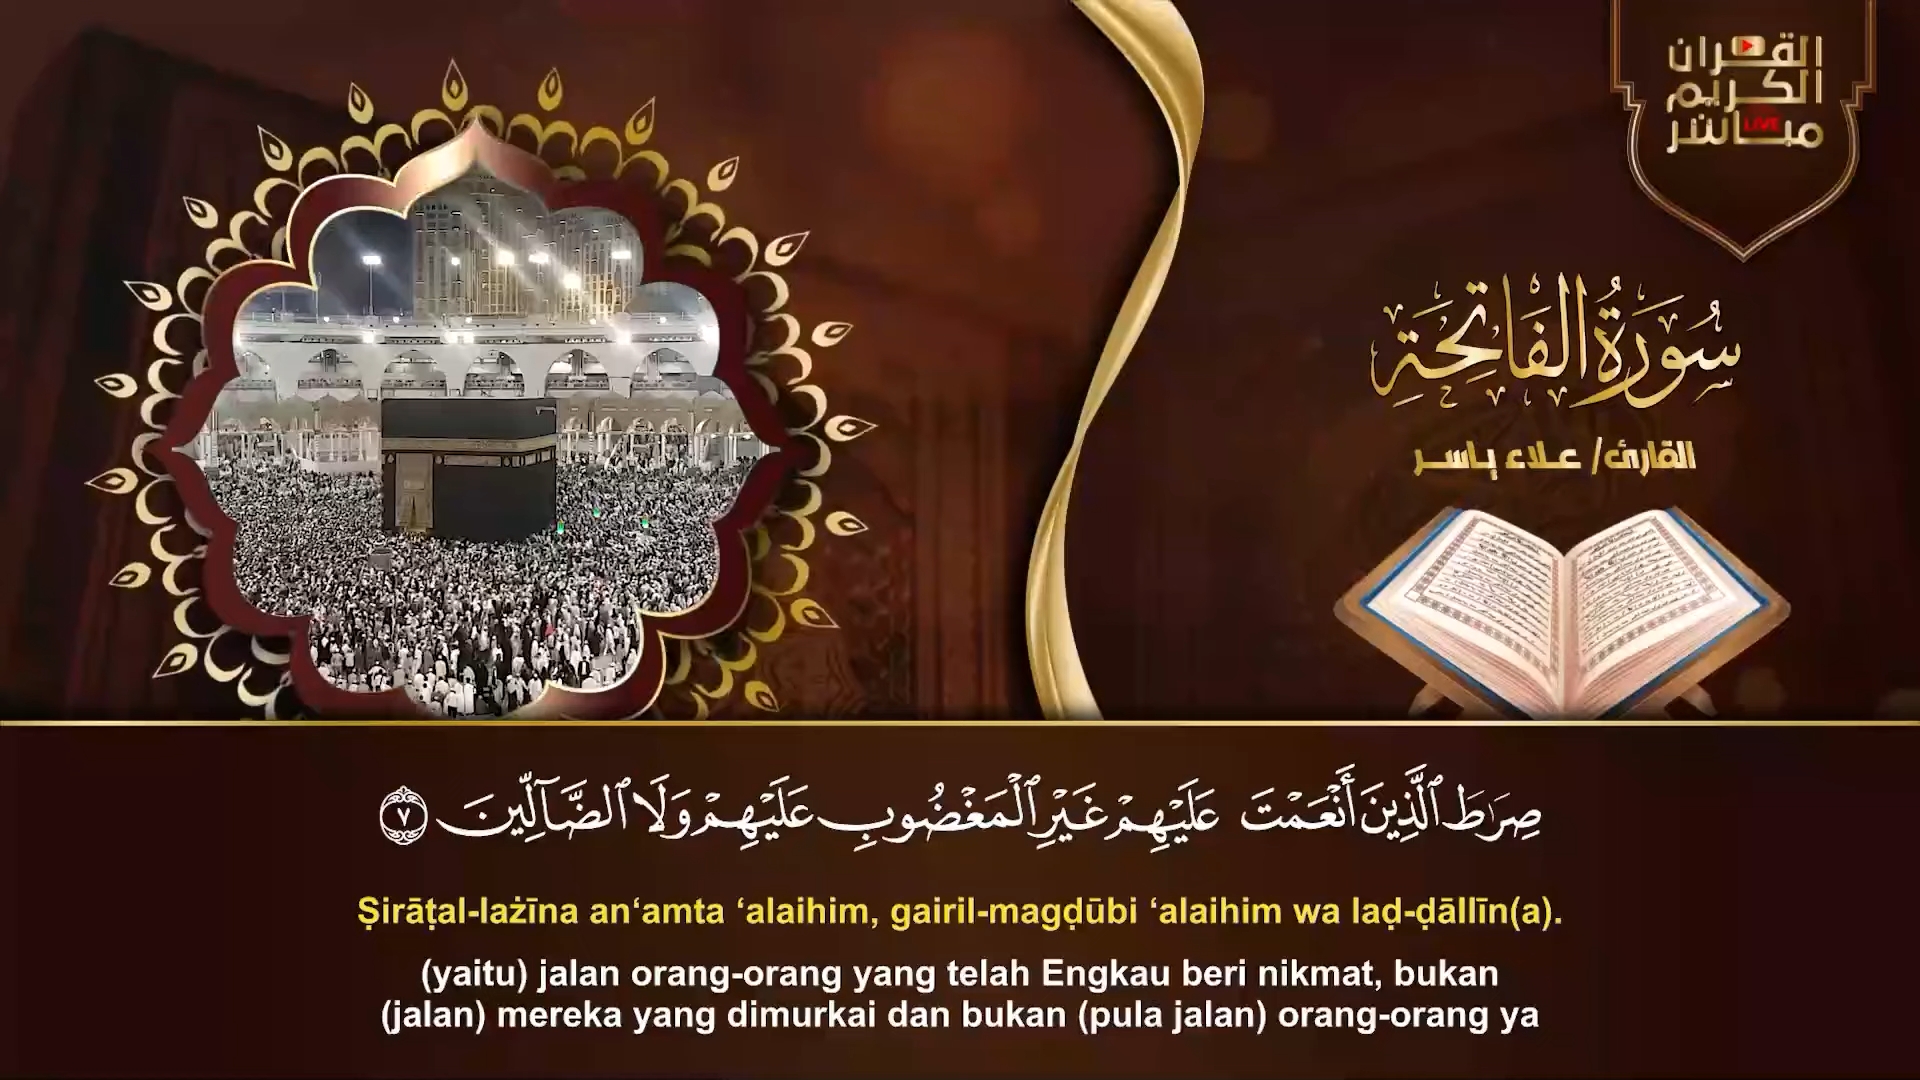 القران
الكريم
مباشر
LIVE
سُورَةُ الفَاتِحَةِ
القارئ/ علاء ياسر
صِرَٰطَ ٱلَّذِينَ أَنْعَمْتَ عَلَيْهِمْ غَيْرِ ٱلْمَغْضُوبِ عَلَيْهِمْ وَلَا ٱلضَّآلِّينَ ٧
Ṣirāṭal-lażīna an‘amta ‘alaihim, gairil-magḍūbi ‘alaihim wa laḍ-ḍāllīn(a).
(yaitu) jalan orang-orang yang telah Engkau beri nikmat, bukan
(jalan) mereka yang dimurkai dan bukan (pula jalan) orang-orang ya